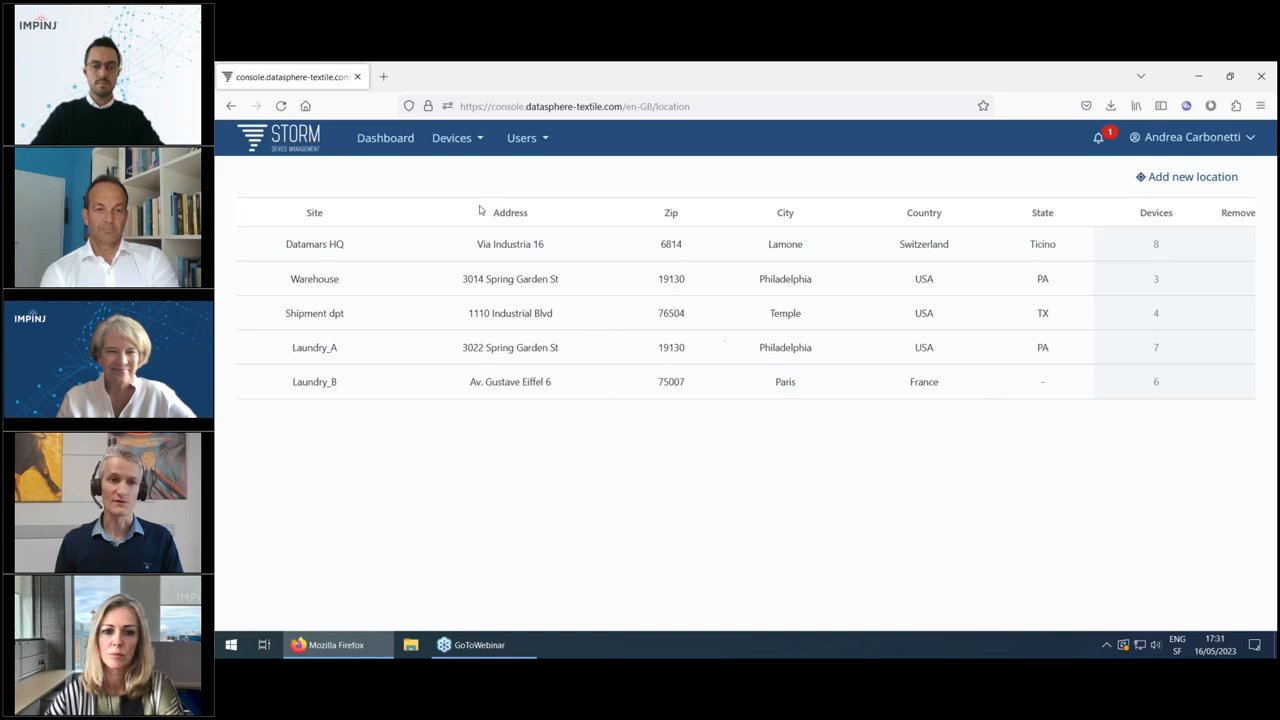 IMPINJ
IMPINJ
IMP
console.datasphere-textile.com
https://console.datasphere-textile.com/en-GB/location
STORM
DEVICE MANAGEMENT
Dashboard Devices Users
1 Andrea Carbonetti
Add new location
Site Address Zip City Country State Devices Remove
Datamars HQ Via Industria 16 6814 Lamone Switzerland Ticino 8
Warehouse 3014 Spring Garden St 19130 Philadelphia USA PA 3
Shipment dpt 1110 Industrial Blvd 76504 Temple USA TX 4
Laundry_A 3022 Spring Garden St 19130 Philadelphia USA PA 7
Laundry_B Av. Gustave Eiffel 6 75007 Paris France - 6
Mozilla Firefox GoToWebinar
ENG 17:31
SF 16/05/2023